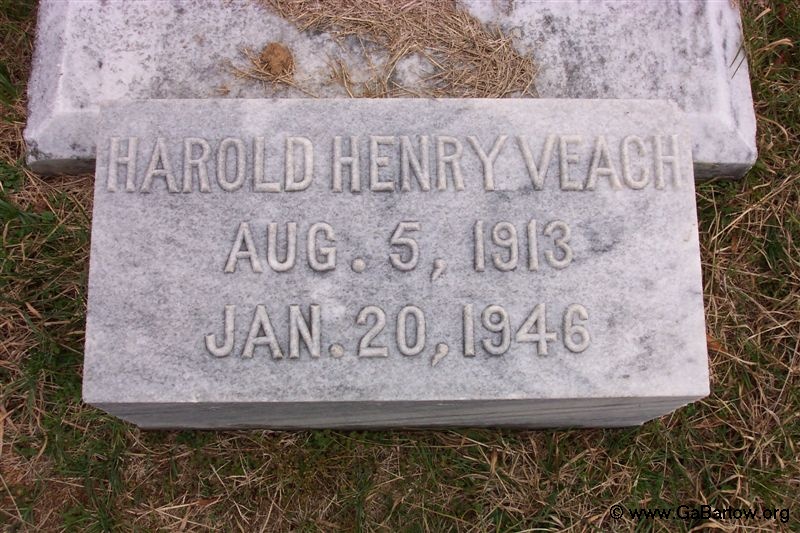 HAROLD HENRY VEACH
AUG. 5, 1913
JAN. 20, 1946
© www.GaBartow.org